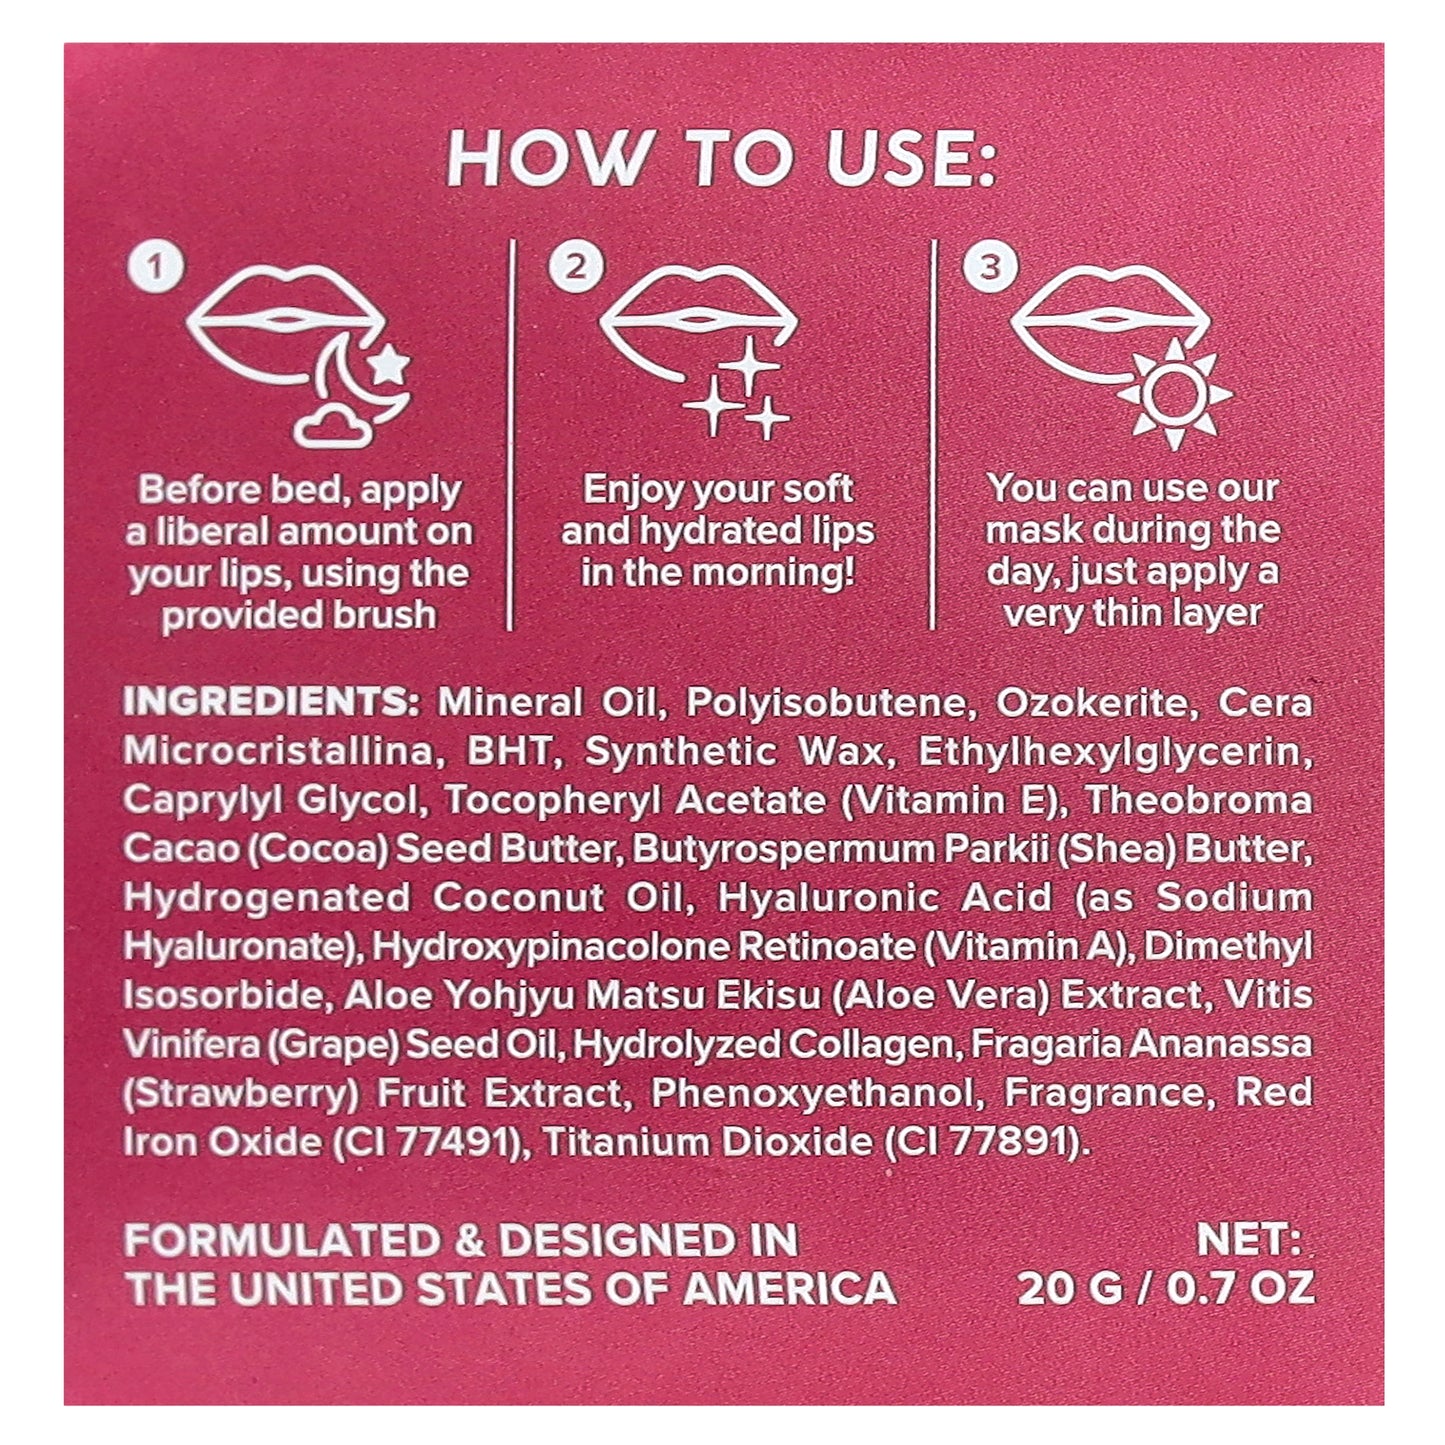 HOW TO USE:
1
Before bed, apply
a liberal amount on
your lips, using the
provided brush
2
Enjoy your soft
and hydrated lips
in the morning!
3
You can use our
mask during the
day, just apply a
very thin layer
INGREDIENTS: Mineral Oil, Polyisobutene, Ozokerite, Cera
Microcristallina, BHT, Synthetic Wax, Ethylhexylglycerin,
Caprylyl Glycol, Tocopheryl Acetate (Vitamin E), Theobroma
Cacao (Cocoa) Seed Butter, Butyrospermum Parkii (Shea) Butter,
Hydrogenated Coconut Oil, Hyaluronic Acid (as Sodium
Hyaluronate), Hydroxypinacolone Retinoate (Vitamin A), Dimethyl
Isosorbide, Aloe Yohjyu Matsu Ekisu (Aloe Vera) Extract, Vitis
Vinifera (Grape) Seed Oil, Hydrolyzed Collagen, Fragaria Ananassa
(Strawberry) Fruit Extract, Phenoxyethanol, Fragrance, Red
Iron Oxide (CI 77491), Titanium Dioxide (CI 77891).
FORMULATED & DESIGNED IN
THE UNITED STATES OF AMERICA
NET:
20 G / 0.7 OZ